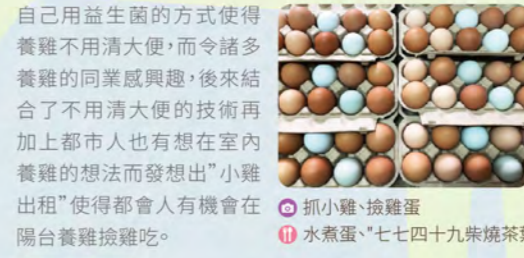 自己用益生菌的方式使得
養雞不用清大便,而令諸多
養雞的同業感興趣,後來結
合了不用清大便的技術再
加上都市人也有想在室內
養雞的想法而發想出”小雞
出租”使得都會人有機會在
陽台養雞撿雞吃。
抓小雞、撿雞蛋
水煮蛋、"七七四十九柴燒茶葉